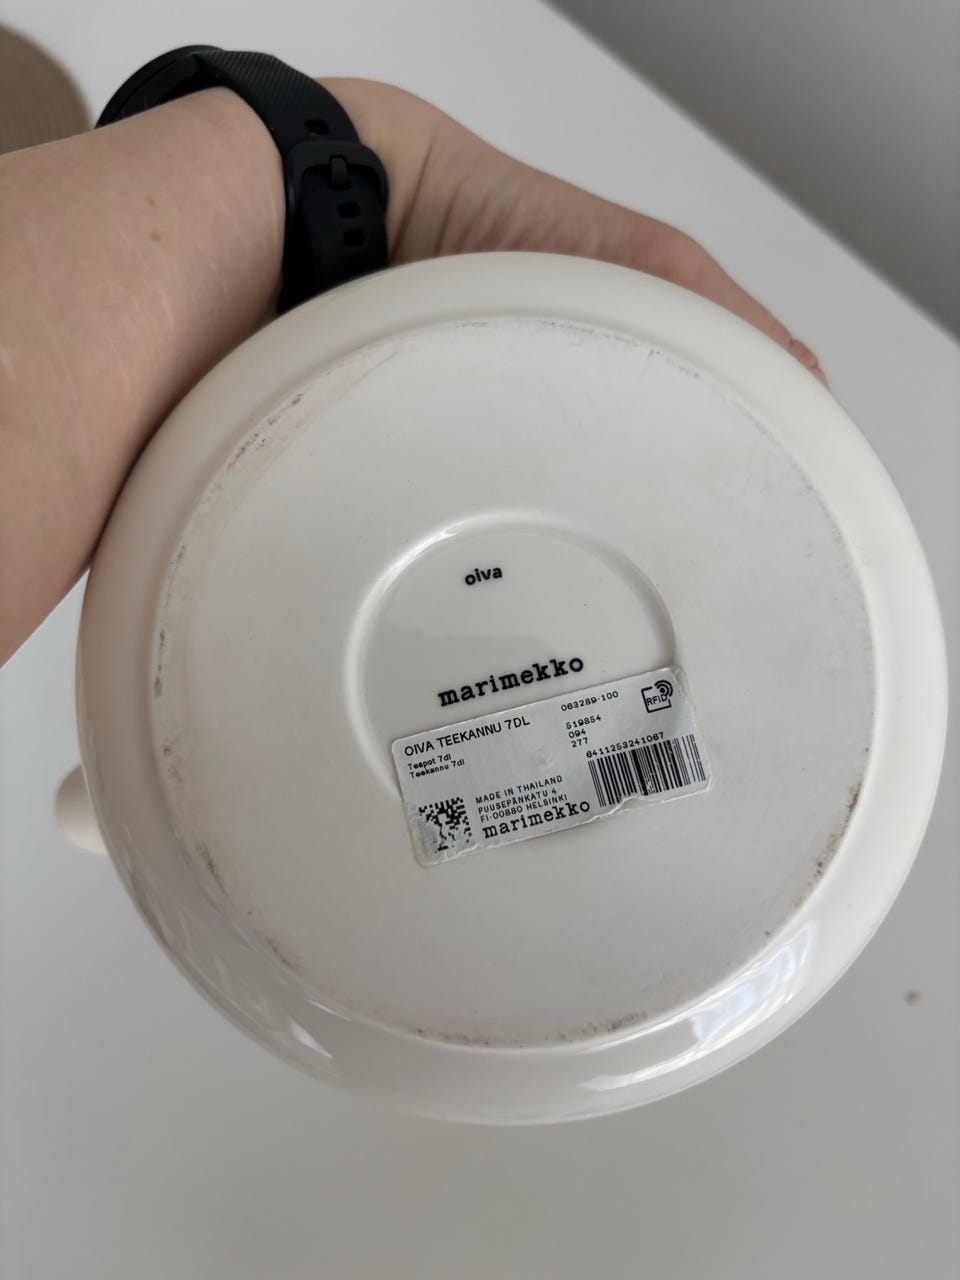 oiva
marimekko
OIVA TEEKANNU 7DL
Teapot 7dl
Teekannu 7dl
063289-100
519854
094
277
RFID
6411253241067
MADE IN THAILAND
PUUSEPÄNKATU 4
FI-00880 HELSINKI
marimekko